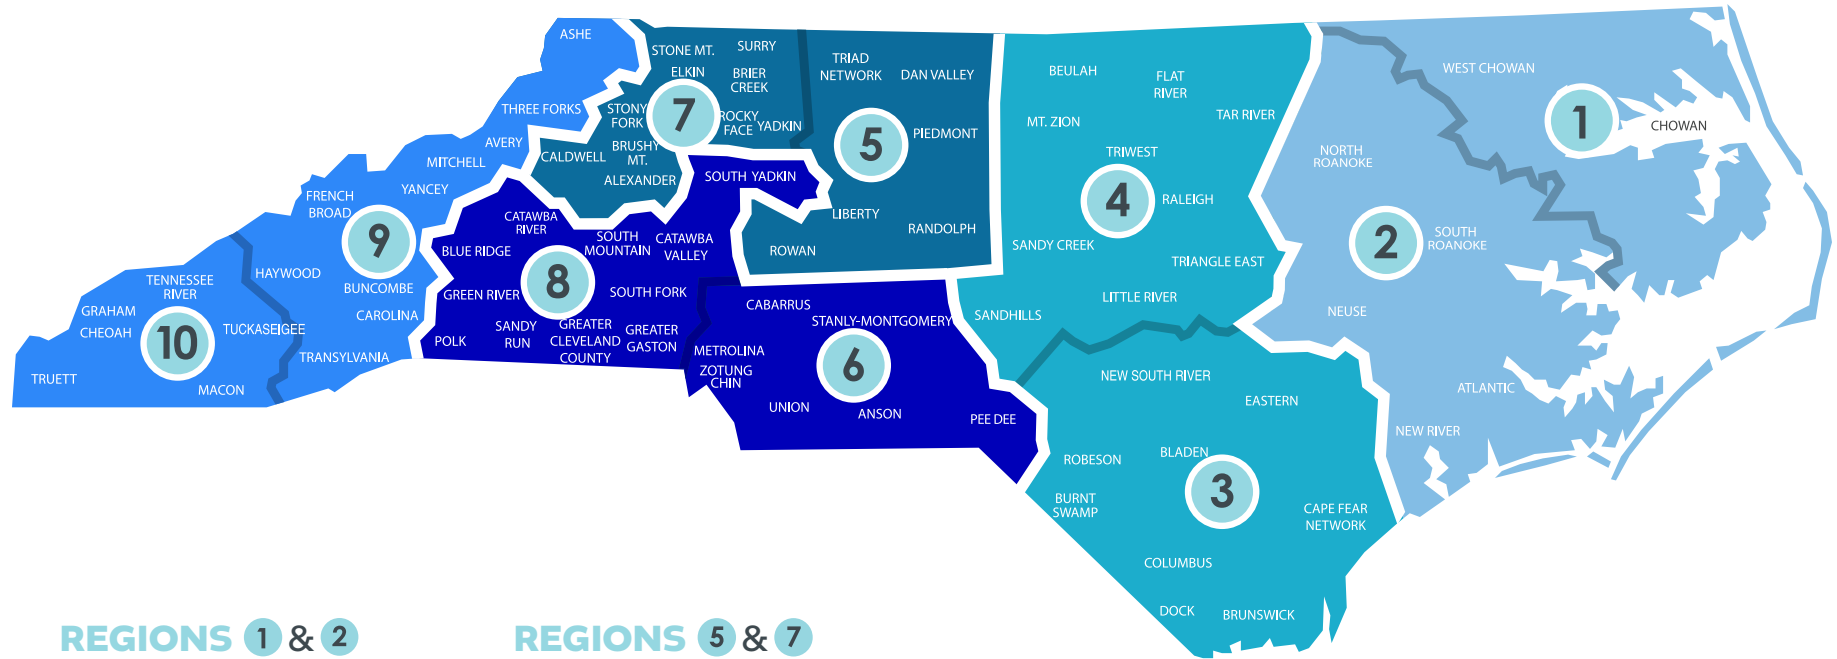 ASHE
THREE FORKS
AVERY
MITCHELL
YANCEY
FRENCH
BROAD
9
HAYWOOD
BUNCOMBE
CAROLINA
TRANSYLVANIA
TENNESSEE
RIVER
GRAHAM
CHEOAH
10
TUCKASEIGEE
TRUETT
MACON
STONE MT.
SURRY
ELKIN
BRIER
CREEK
STONY
FORK
7
ROCKY
FACE
YADKIN
CALDWELL
BRUSHY
MT.
ALEXANDER
TRIAD
NETWORK
DAN VALLEY
5
PIEDMONT
LIBERTY
RANDOLPH
ROWAN
SOUTH YADKIN
CATAWBA
RIVER
BLUE RIDGE
SOUTH
MOUNTAIN
CATAWBA
VALLEY
8
GREEN RIVER
SOUTH FORK
SANDY
RUN
GREATER
CLEVELAND
COUNTY
GREATER
GASTON
POLK
CABARRUS
STANLY-MONTGOMERY
METROLINA
ZOTUNG
CHIN
6
UNION
ANSON
PEE DEE
BEULAH
FLAT
RIVER
TAR RIVER
MT. ZION
TRIWEST
4
RALEIGH
SANDY CREEK
TRIANGLE EAST
LITTLE RIVER
SANDHILLS
NEW SOUTH RIVER
EASTERN
BLADEN
ROBESON
3
BURNT
SWAMP
CAPE FEAR
NETWORK
COLUMBUS
DOCK
BRUNSWICK
WEST CHOWAN
1
CHOWAN
NORTH
ROANOKE
2
SOUTH
ROANOKE
NEUSE
ATLANTIC
NEW RIVER
REGIONS 1 & 2
REGIONS 5 & 7